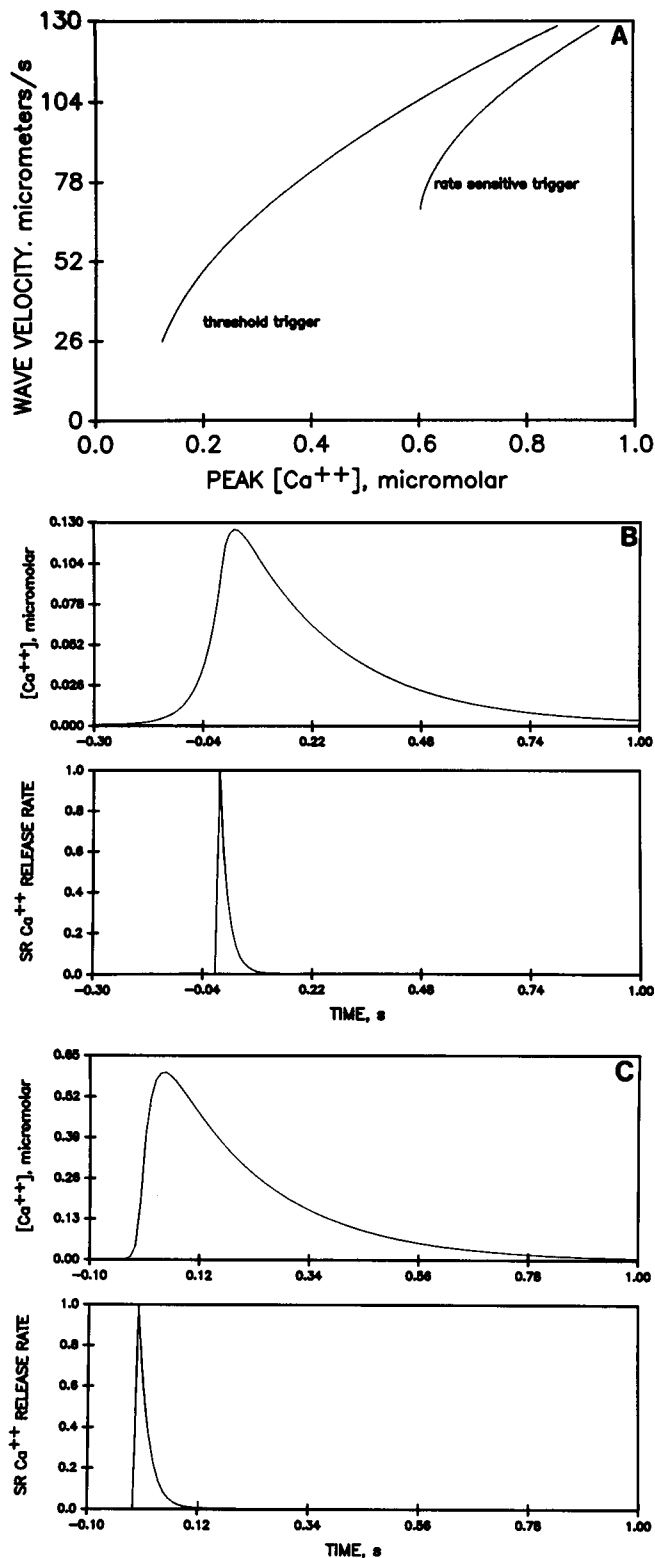 A
WAVE VELOCITY. micrometers/s
130
104
78
52
26
0
rate sensitive trigger
threshold trigger
0.0 0.2 0.4 0.6 0.8 1.0
PEAK [Ca++], micromolar
B
[Ca++], micromolar
0.130
0.104
0.078
0.052
0.026
0.000
-0.30 -0.04 0.22 0.48 0.74 1.00
SR Ca++ RELEASE RATE
1.0
0.8
0.6
0.4
0.2
0.0
-0.30 -0.04 0.22 0.48 0.74 1.00
TIME, s
C
[Ca++], micromolar
0.65
0.52
0.39
0.26
0.13
0.00
-0.10 0.12 0.34 0.56 0.78 1.00
SR Ca++ RELEASE RATE
1.0
0.8
0.6
0.4
0.2
0.0
-0.10 0.12 0.34 0.56 0.78 1.00
TIME, s